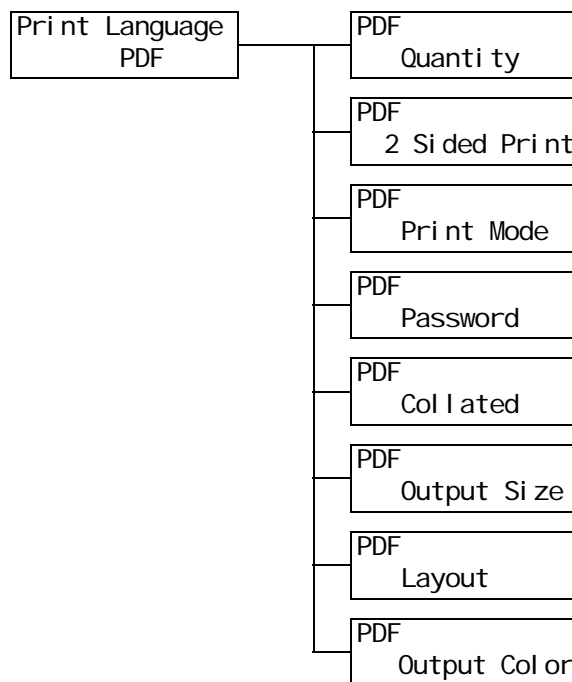 Print Language
PDF
PDF
Quantity
PDF
2 Sided Print
PDF
Print Mode
PDF
Password
PDF
Collated
PDF
Output Size
PDF
Layout
PDF
Output Color